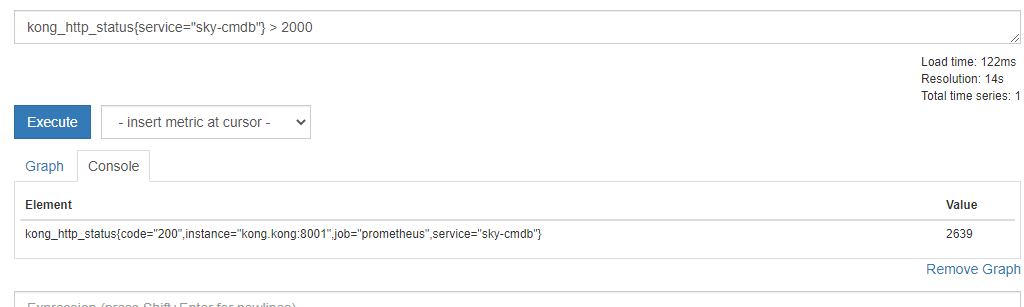 kong_http_status{service="sky-cmdb"} > 2000
Load time: 122ms
Resolution: 14s
Total time series: 1
Execute
- insert metric at cursor -
Graph
Console
Element
Value
kong_http_status{code="200",instance="kong.kong:8001",job="prometheus",service="sky-cmdb"}
2639
Remove Graph
Expression (press Shift+Enter for newlines)